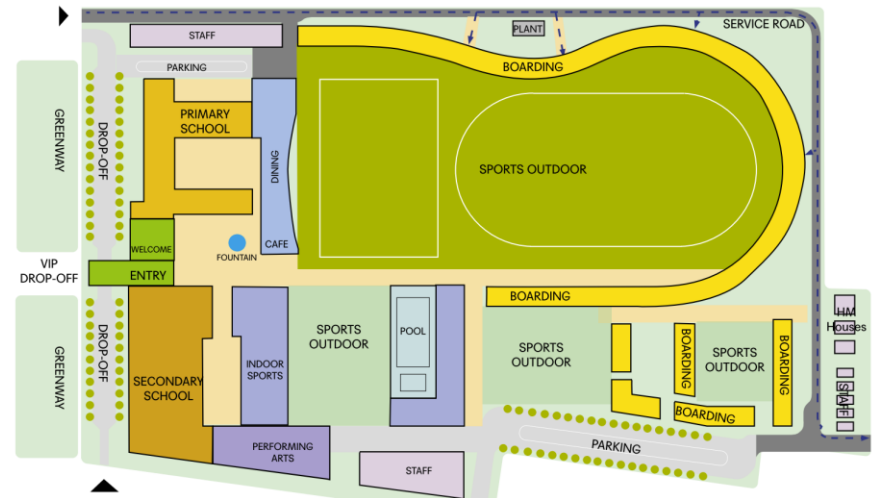 STAFF
SERVICE ROAD
PLANT
PARKING
BOARDING
GREENWAY
DROP-OFF
PRIMARY
SCHOOL
DINING
SPORTS OUTDOOR
WELCOME
CAFE
FOUNTAIN
VIP
DROP-OFF
ENTRY
BOARDING
GREENWAY
DROP-OFF
SECONDARY
SCHOOL
INDOOR
SPORTS
SPORTS
OUTDOOR
POOL
SPORTS
OUTDOOR
BOARDING
SPORTS
OUTDOOR
BOARDING
BOARDING
HM
Houses
STAFF
PERFORMING
ARTS
STAFF
PARKING